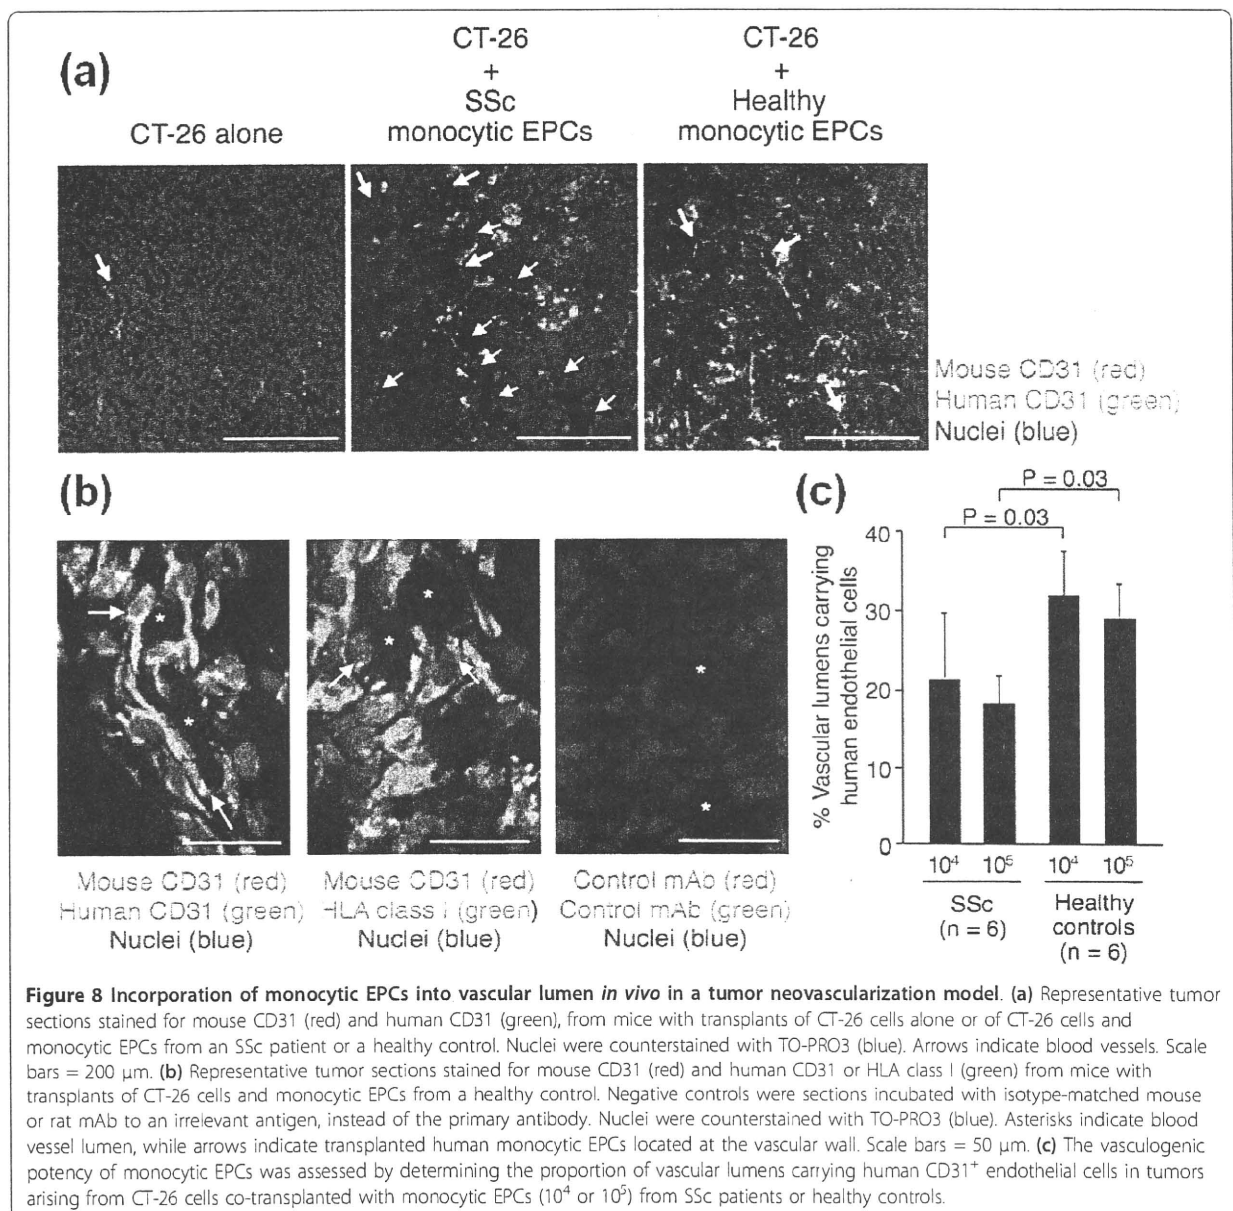 (a)
CT-26 alone
CT-26
+
SSc
monocytic EPCs
CT-26
+
Healthy
monocytic EPCs
Mouse CD31 (red)
Human CD31 (green)
Nuclei (blue)
(b)
*
*
*
*
*
*
Mouse CD31 (red)
Human CD31 (green)
Nuclei (blue)
Mouse CD31 (red)
HLA class I (green)
Nuclei (blue)
Control mAb (red)
Control mAb (green)
Nuclei (blue)
(c)
P = 0.03
P = 0.03
% Vascular lumens carrying
human endothelial cells
40
30
20
10
0
10⁴ 10⁵ 10⁴ 10⁵
SSc
(n = 6)
Healthy
controls
(n = 6)
Figure 8 Incorporation of monocytic EPCs into vascular lumen in vivo in a tumor neovascularization model. (a) Representative tumor
sections stained for mouse CD31 (red) and human CD31 (green), from mice with transplants of CT-26 cells alone or of CT-26 cells and
monocytic EPCs from an SSc patient or a healthy control. Nuclei were counterstained with TO-PRO3 (blue). Arrows indicate blood vessels. Scale
bars = 200 μm. (b) Representative tumor sections stained for mouse CD31 (red) and human CD31 or HLA class I (green) from mice with
transplants of CT-26 cells and monocytic EPCs from a healthy control. Negative controls were sections incubated with isotype-matched mouse
or rat mAb to an irrelevant antigen, instead of the primary antibody. Nuclei were counterstained with TO-PRO3 (blue). Asterisks indicate blood
vessel lumen, while arrows indicate transplanted human monocytic EPCs located at the vascular wall. Scale bars = 50 μm. (c) The vasculogenic
potency of monocytic EPCs was assessed by determining the proportion of vascular lumens carrying human CD31⁺ endothelial cells in tumors
arising from CT-26 cells co-transplanted with monocytic EPCs (10⁴ or 10⁵) from SSc patients or healthy controls.